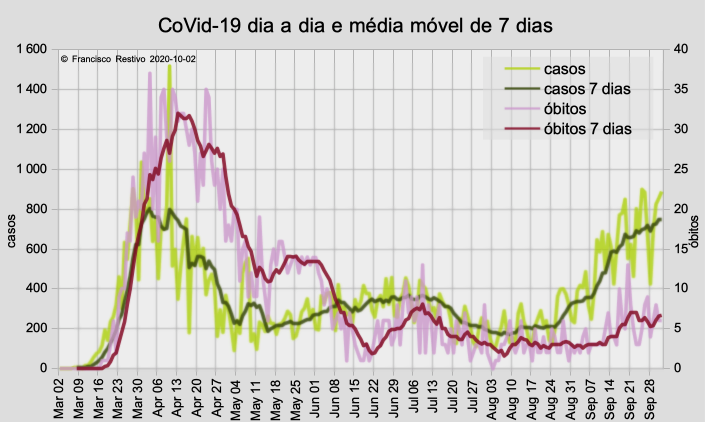 CoVid-19 dia a dia e média móvel de 7 dias
© Francisco Restivo 2020-10-02
casos
casos 7 dias
óbitos
óbitos 7 dias
1 600
1 400
1 200
1 000
800
600
400
200
0
casos
40
35
30
25
20
15
10
5
0
óbitos
Mar 02
Mar 09
Mar 16
Mar 23
Mar 30
Apr 06
Apr 13
Apr 20
Apr 27
May 04
May 11
May 18
May 25
Jun 01
Jun 08
Jun 15
Jun 22
Jun 29
Jul 06
Jul 13
Jul 20
Jul 27
Aug 03
Aug 10
Aug 17
Aug 24
Aug 31
Sep 07
Sep 14
Sep 21
Sep 28